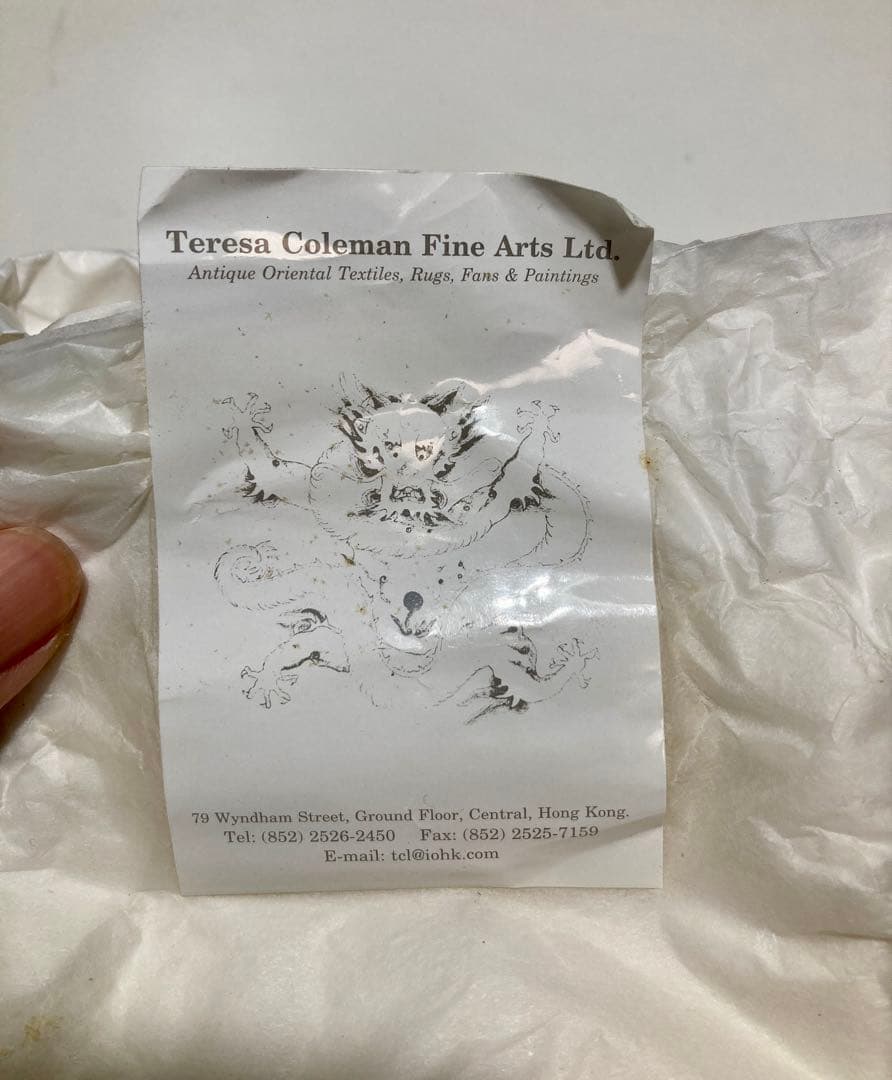 Teresa Coleman Fine Arts Ltd.
Antique Oriental Textiles, Rugs, Fans & Paintings
79 Wyndham Street, Ground Floor, Central, Hong Kong.
Tel: (852) 2526-2450 Fax: (852) 2525-7159
E-mail: tcl@iohk.com